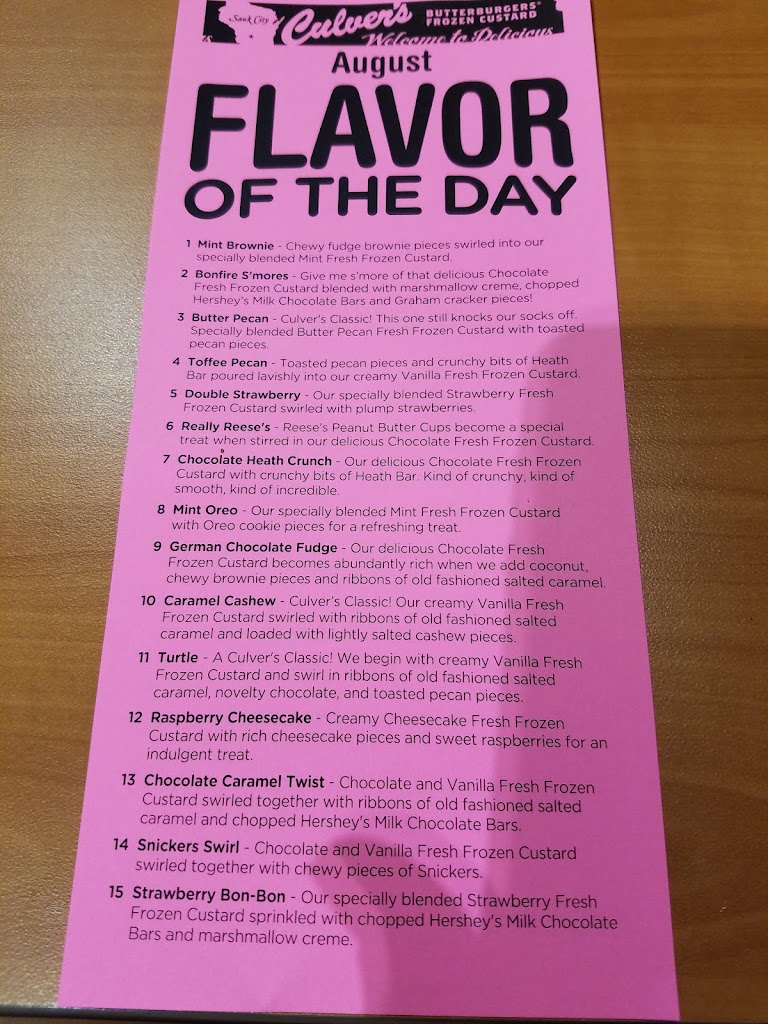 Sauk City
Culver's
BUTTERBURGERS®
FROZEN CUSTARD
Welcome to Delicious
August
FLAVOR
OF THE DAY
1 Mint Brownie - Chewy fudge brownie pieces swirled into our
specially blended Mint Fresh Frozen Custard.
2 Bonfire S'mores - Give me s'more of that delicious Chocolate
Fresh Frozen Custard blended with marshmallow creme, chopped
Hershey's Milk Chocolate Bars and Graham cracker pieces!
3 Butter Pecan - Culver's Classic! This one still knocks our socks off.
Specially blended Butter Pecan Fresh Frozen Custard with toasted
pecan pieces.
4 Toffee Pecan - Toasted pecan pieces and crunchy bits of Heath
Bar poured lavishly into our creamy Vanilla Fresh Frozen Custard.
5 Double Strawberry - Our specially blended Strawberry Fresh
Frozen Custard swirled with plump strawberries.
6 Really Reese's - Reese's Peanut Butter Cups become a special
treat when stirred in our delicious Chocolate Fresh Frozen Custard.
7 Chocolate Heath Crunch - Our delicious Chocolate Fresh Frozen
Custard with crunchy bits of Heath Bar. Kind of crunchy, kind of
smooth, kind of incredible.
8 Mint Oreo - Our specially blended Mint Fresh Frozen Custard
with Oreo cookie pieces for a refreshing treat.
9 German Chocolate Fudge - Our delicious Chocolate Fresh
Frozen Custard becomes abundantly rich when we add coconut,
chewy brownie pieces and ribbons of old fashioned salted caramel.
10 Caramel Cashew - Culver's Classic! Our creamy Vanilla Fresh
Frozen Custard swirled with ribbons of old fashioned salted
caramel and loaded with lightly salted cashew pieces.
11 Turtle - A Culver's Classic! We begin with creamy Vanilla Fresh
Frozen Custard and swirl in ribbons of old fashioned salted
caramel, novelty chocolate, and toasted pecan pieces.
12 Raspberry Cheesecake - Creamy Cheesecake Fresh Frozen
Custard with rich cheesecake pieces and sweet raspberries for an
indulgent treat.
13 Chocolate Caramel Twist - Chocolate and Vanilla Fresh Frozen
Custard swirled together with ribbons of old fashioned salted
caramel and chopped Hershey's Milk Chocolate Bars.
14 Snickers Swirl - Chocolate and Vanilla Fresh Frozen Custard
swirled together with chewy pieces of Snickers.
15 Strawberry Bon-Bon - Our specially blended Strawberry Fresh
Frozen Custard sprinkled with chopped Hershey's Milk Chocolate
Bars and marshmallow creme.